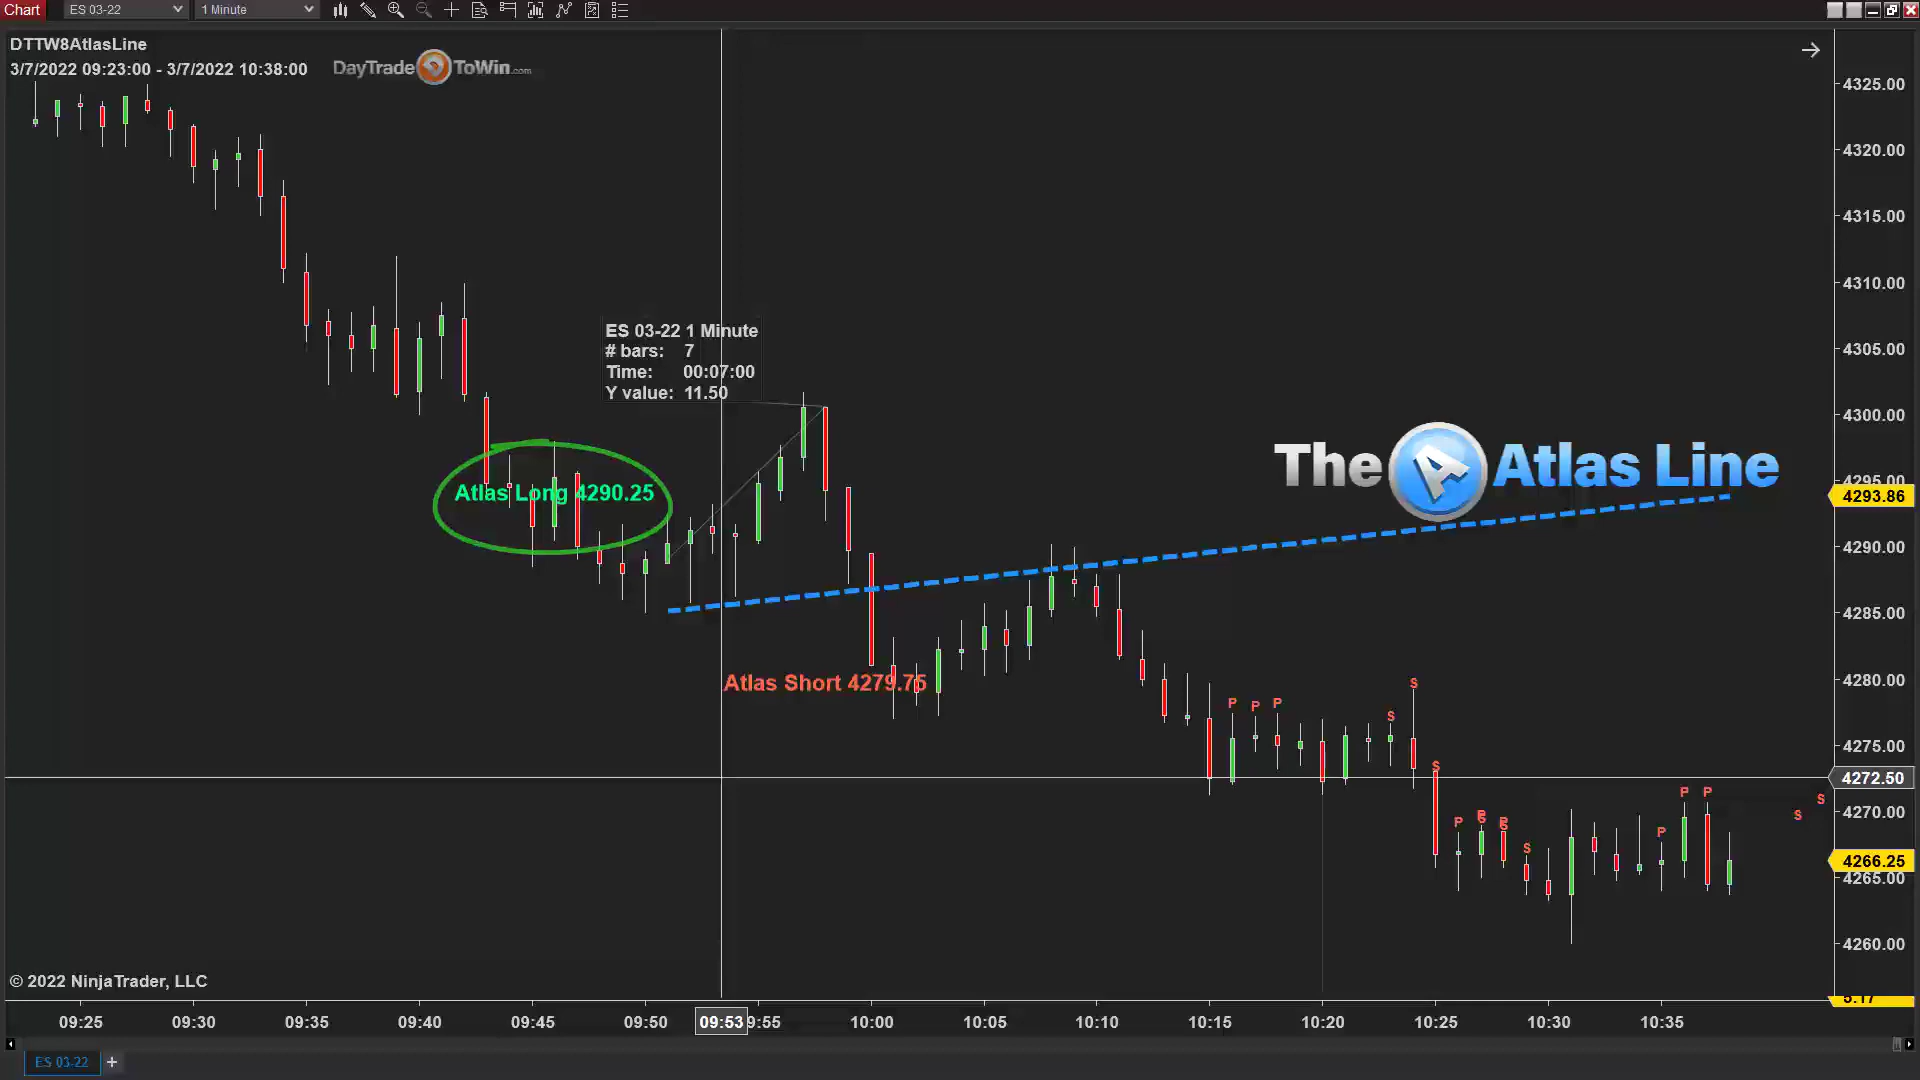 Chart ES 03-22 1 Minute
DTTW8AtlasLine
3/7/2022 09:23:00 - 3/7/2022 10:38:00
DayTradeToWin.com
4325.00
4320.00
4315.00
4310.00
ES 03-22 1 Minute
# bars: 7
Time: 00:07:00
Y value: 11.50
4305.00
4300.00
The Atlas Line
4295.00
4293.86
Atlas Long 4290.25
4290.00
4285.00
Atlas Short 4279.75
4280.00
S
P P P
S
4275.00
S
4272.50
P P
S
4270.00
S
P
P
S
4266.25
4265.00
4260.00
© 2022 NinjaTrader, LLC
5.17
09:25 09:30 09:35 09:40 09:45 09:50 09:53 9:55 10:00 10:05 10:10 10:15 10:20 10:25 10:30 10:35
ES 03-22 +